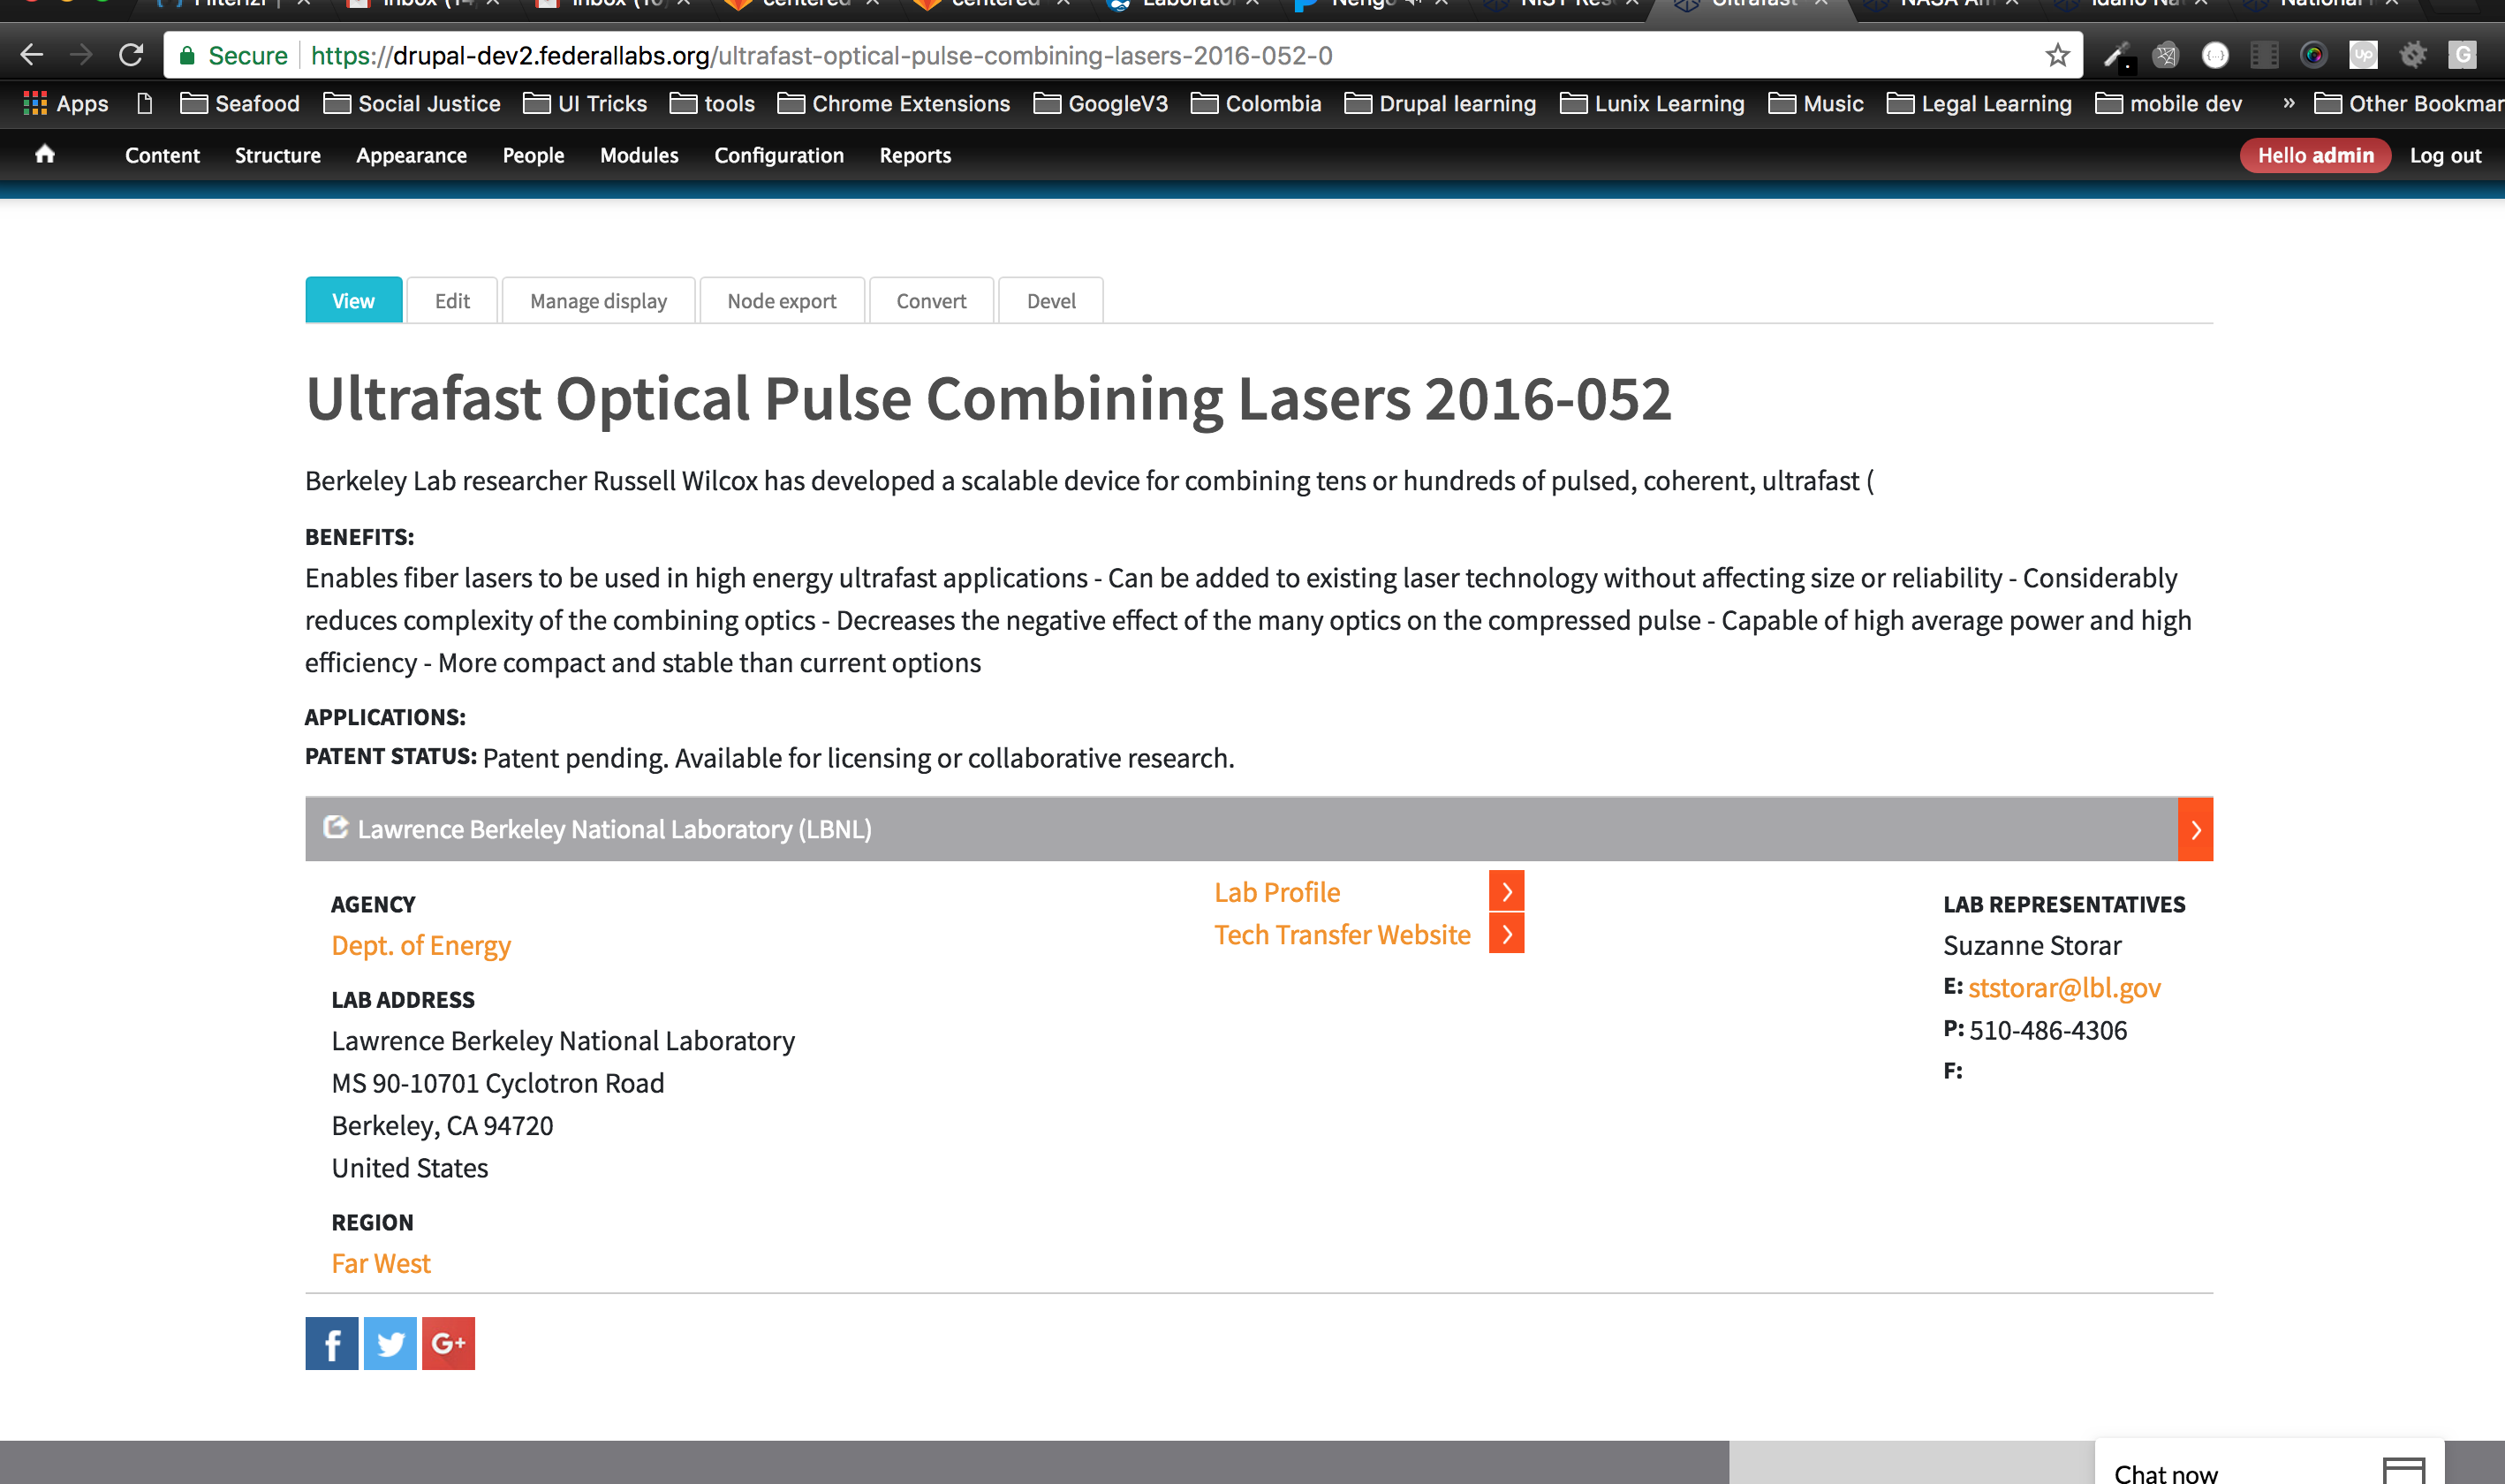 Secure https://drupal-dev2.federallabs.org/ultrafast-optical-pulse-combining-lasers-2016-052-0
Apps Seafood Social Justice UI Tricks tools Chrome Extensions GoogleV3 Colombia Drupal learning Lunix Learning Music Legal Learning mobile dev » Other Bookmar
Content Structure Appearance People Modules Configuration Reports Hello admin Log out
View Edit Manage display Node export Convert Devel
Ultrafast Optical Pulse Combining Lasers 2016-052
Berkeley Lab researcher Russell Wilcox has developed a scalable device for combining tens or hundreds of pulsed, coherent, ultrafast (
BENEFITS:
Enables fiber lasers to be used in high energy ultrafast applications - Can be added to existing laser technology without affecting size or reliability - Considerably
reduces complexity of the combining optics - Decreases the negative effect of the many optics on the compressed pulse - Capable of high average power and high
efficiency - More compact and stable than current options
APPLICATIONS:
PATENT STATUS: Patent pending. Available for licensing or collaborative research.
Lawrence Berkeley National Laboratory (LBNL)
AGENCY
Dept. of Energy
LAB ADDRESS
Lawrence Berkeley National Laboratory
MS 90-10701 Cyclotron Road
Berkeley, CA 94720
United States
REGION
Far West
Lab Profile
Tech Transfer Website
LAB REPRESENTATIVES
Suzanne Storar
E: ststorar@lbl.gov
P: 510-486-4306
F:
f G+
Chat now